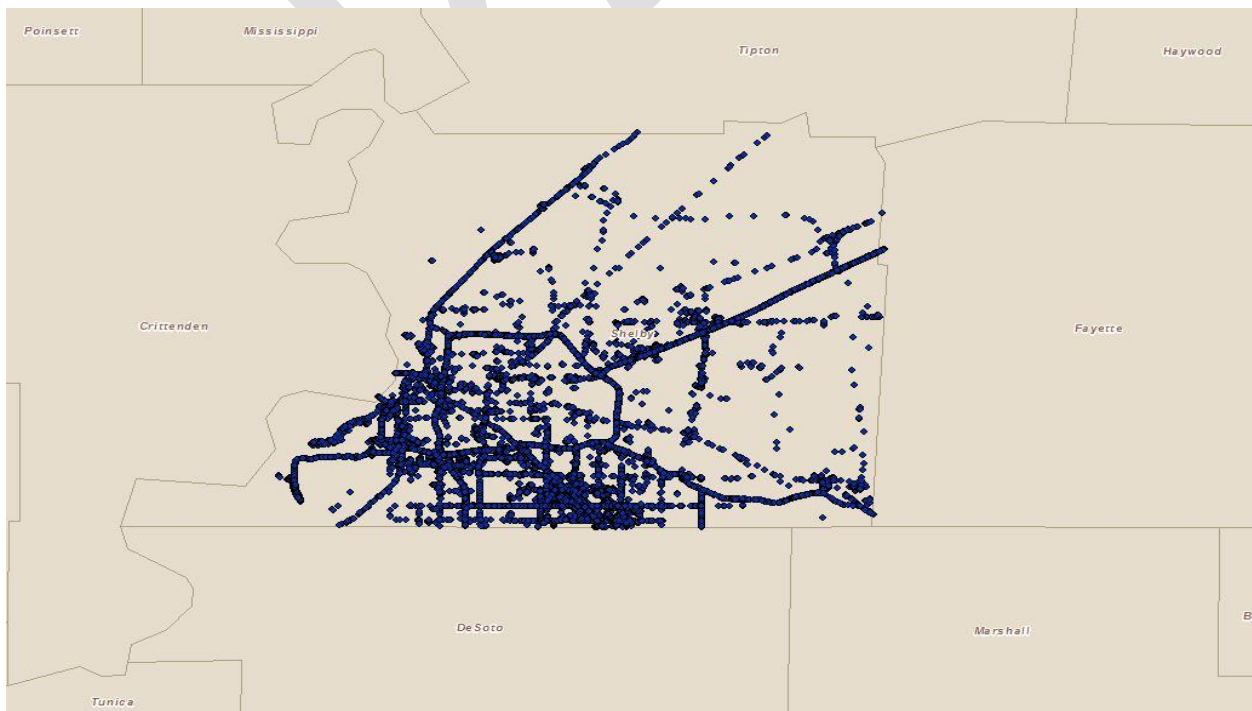 Poinsett
Mississippi
Tipton
Haywood
Crittenden
Shelby
Fayette
DeSoto
Marshall
B
Tunica